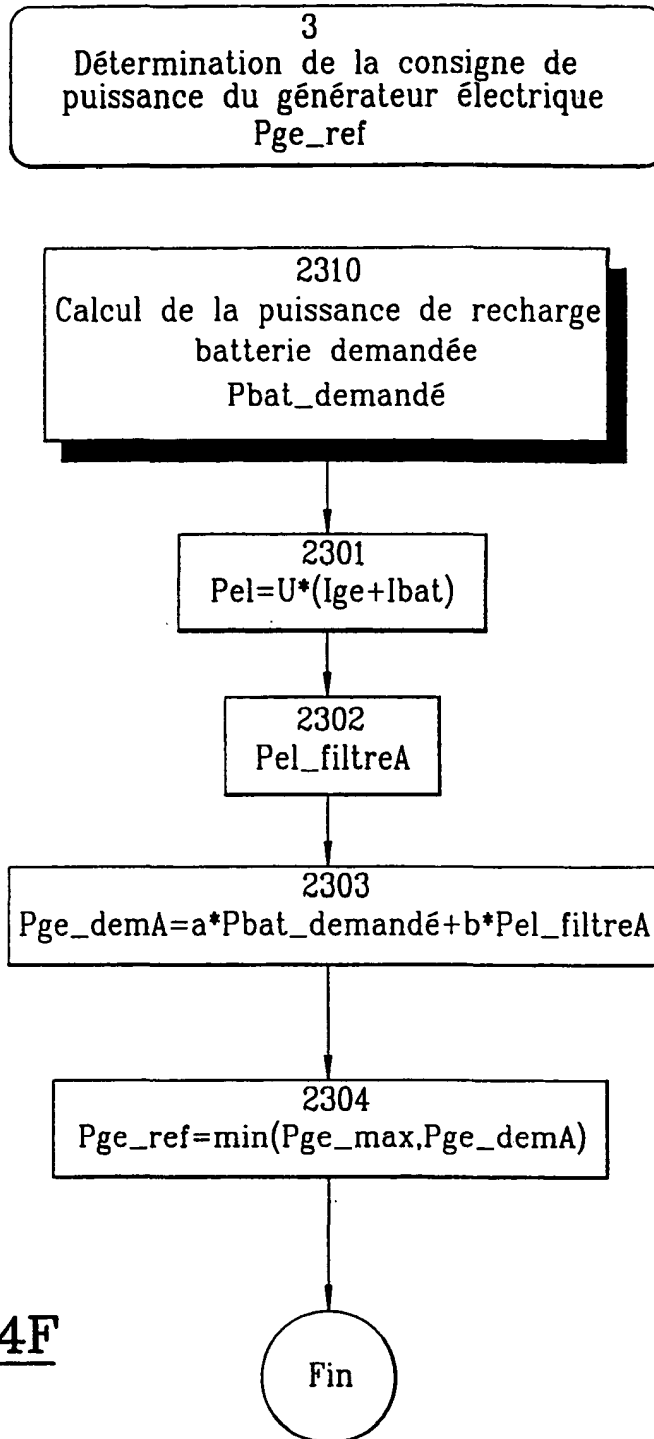 3
Détermination de la consigne de
puissance du générateur électrique
Pge_ref
2310
Calcul de la puissance de recharge
batterie demandée
Pbat_demandé
2301
Pel=U*(Ige+Ibat)
2302
Pel_filtreA
2303
Pge_demA=a*Pbat_demandé+b*Pel_filtreA
2304
Pge_ref=min(Pge_max,Pge_demA)
4F
Fin